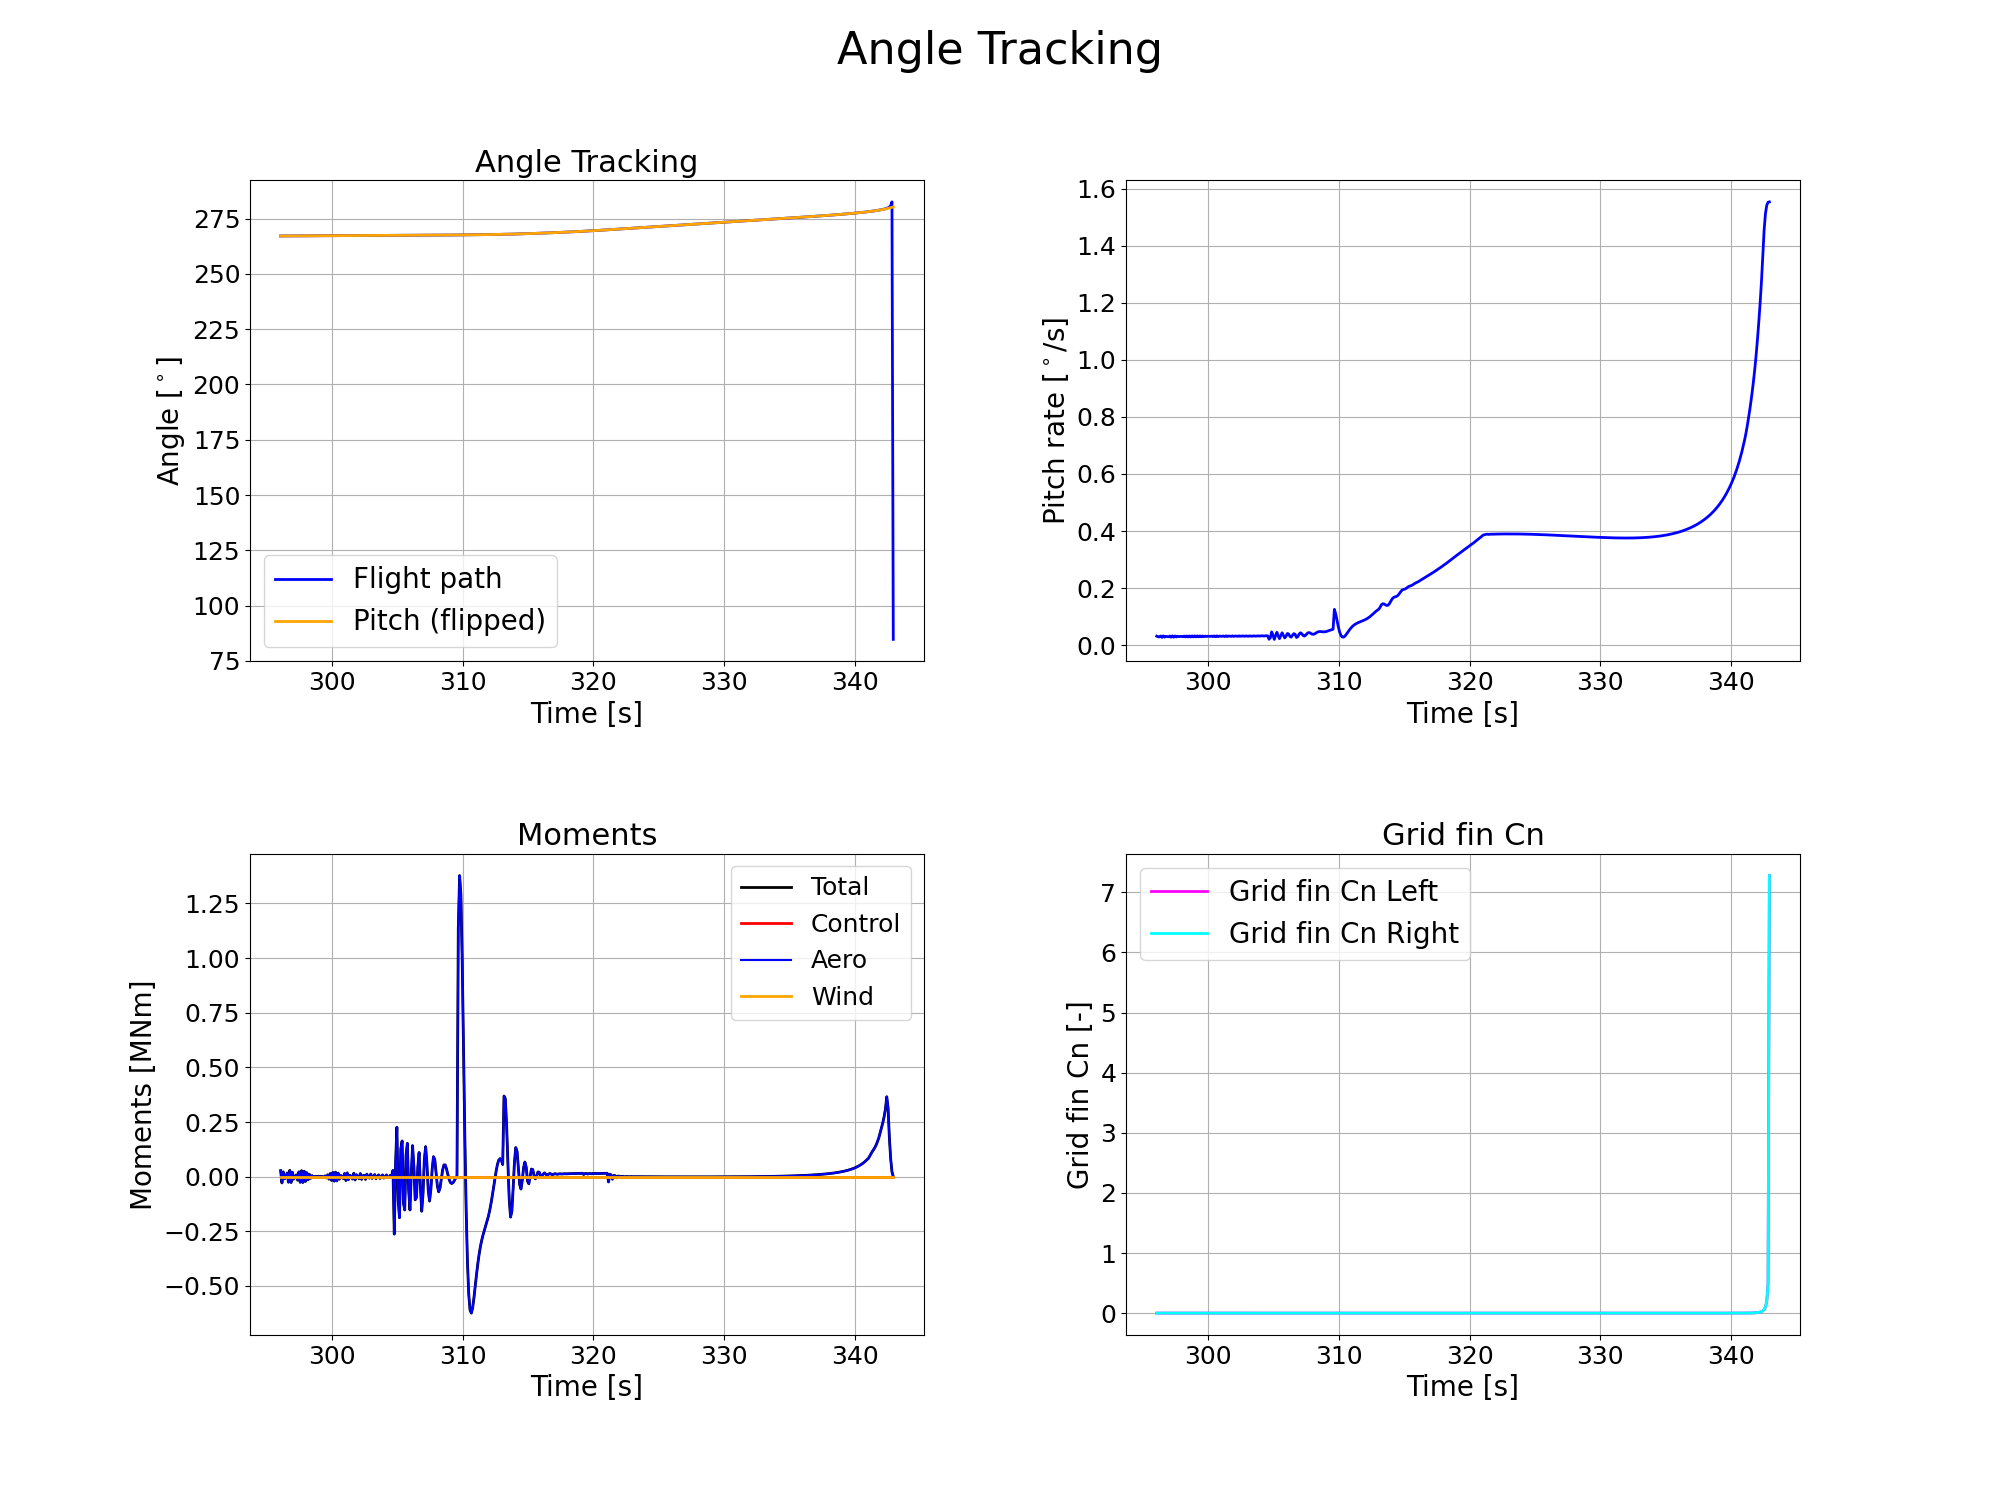 Angle Tracking
Angle Tracking
275
250
225
200
175
150
125
100
75
Angle [°]
Flight path
Pitch (flipped)
300 310 320 330 340
Time [s]
1.6
1.4
1.2
1.0
0.8
0.6
0.4
0.2
0.0
Pitch rate [°/s]
300 310 320 330 340
Time [s]
Moments
1.25
1.00
0.75
0.50
0.25
0.00
−0.25
−0.50
Moments [MNm]
Total
Control
Aero
Wind
300 310 320 330 340
Time [s]
Grid fin Cn
7
6
5
4
3
2
1
0
Grid fin Cn [-]
Grid fin Cn Left
Grid fin Cn Right
300 310 320 330 340
Time [s]